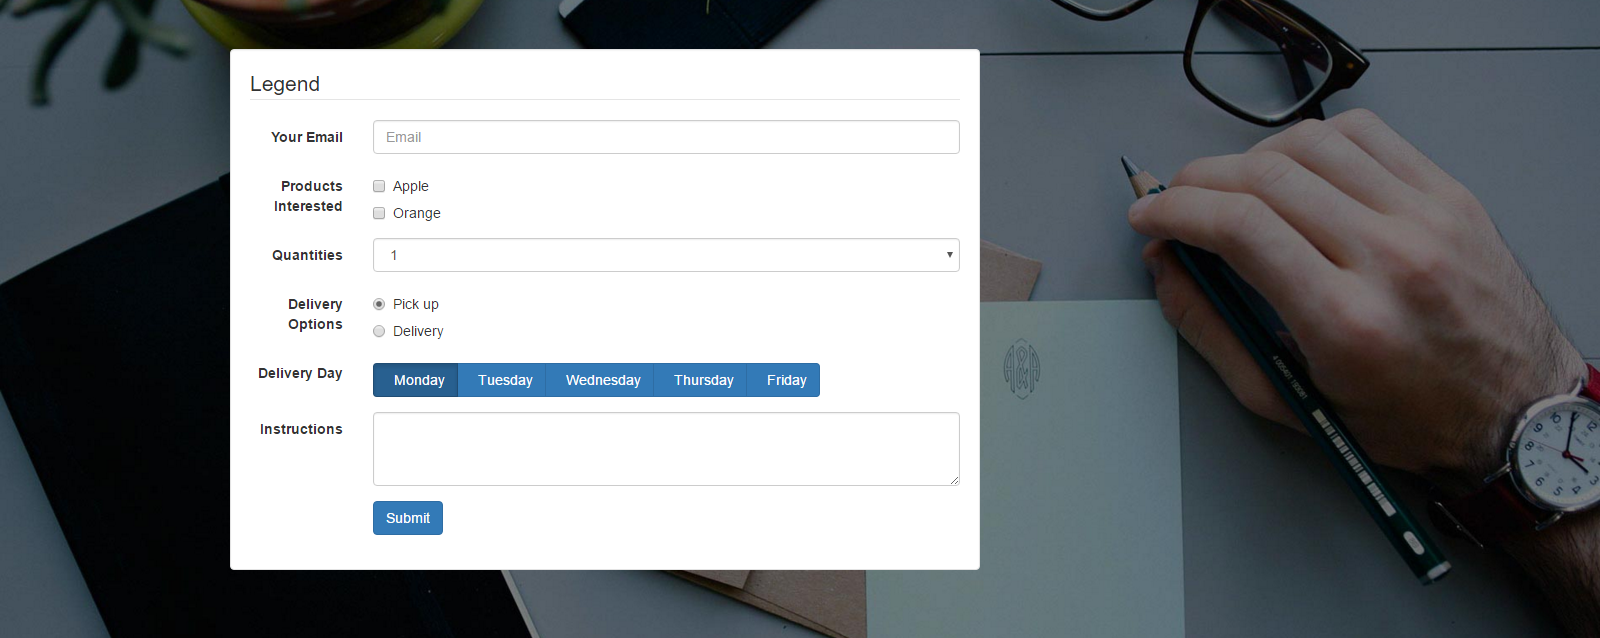 Legend
Your Email
Email
Products
Interested
Apple
Orange
Quantities
1
Delivery
Options
Pick up
Delivery
Delivery Day
Monday Tuesday Wednesday Thursday Friday
Instructions
Submit
A&A